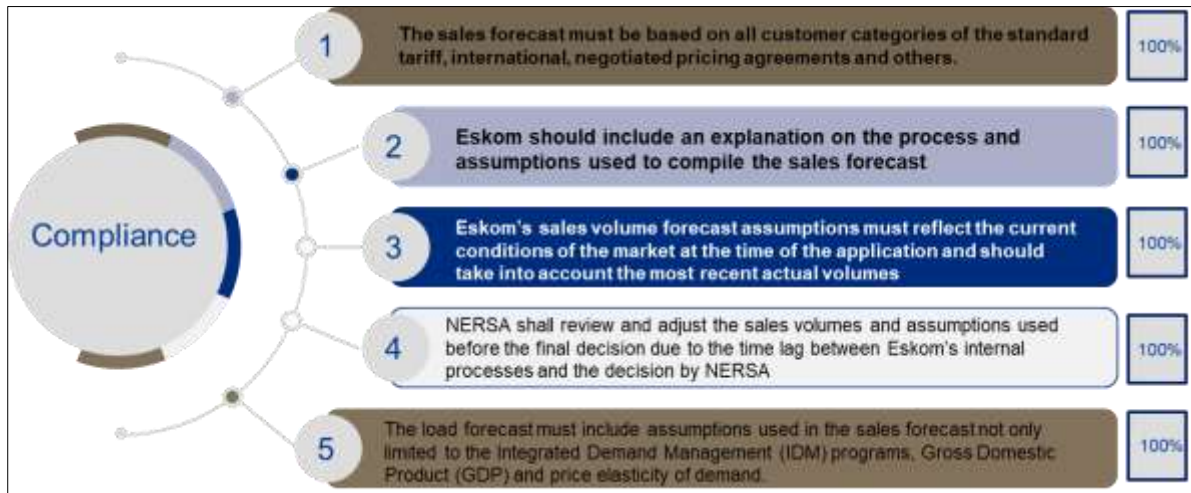 Compliance
1
The sales forecast must be based on all customer categories of the standard
tariff, international, negotiated pricing agreements and others.
100%
2
Eskom should include an explanation on the process and
assumptions used to compile the sales forecast
100%
3
Eskom's sales volume forecast assumptions must reflect the current
conditions of the market at the time of the application and should
take into account the most recent actual volumes
100%
4
NERSA shall review and adjust the sales volumes and assumptions used
before the final decision due to the time lag between Eskom's internal
processes and the decision by NERSA
100%
5
The load forecast must include assumptions used in the sales forecast not only
limited to the Integrated Demand Management (IDM) programs, Gross Domestic
Product (GDP) and price elasticity of demand.
100%